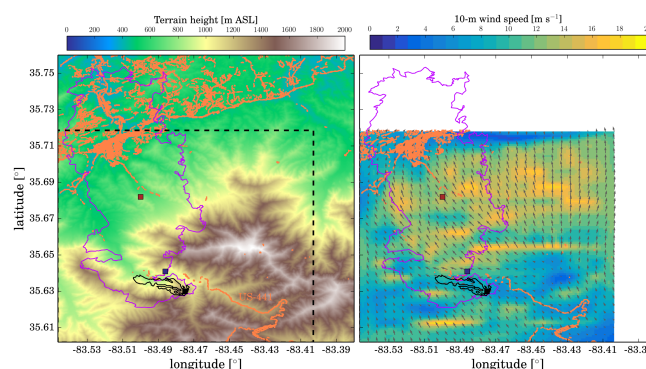 Terrain height [m ASL]
10-m wind speed [m s⁻¹]
0 200 400 600 800 1000 1200 1400 1600 1800 2000
0 2 4 6 8 10 12 14 16 18 20
35.75
35.73
35.71
35.69
35.67
35.65
35.63
35.61
latitude [°]
-83.53 -83.51 -83.49 -83.47 -83.45 -83.43 -83.41 -83.39
-83.53 -83.51 -83.49 -83.47 -83.45 -83.43 -83.41
longitude [°]
longitude [°]